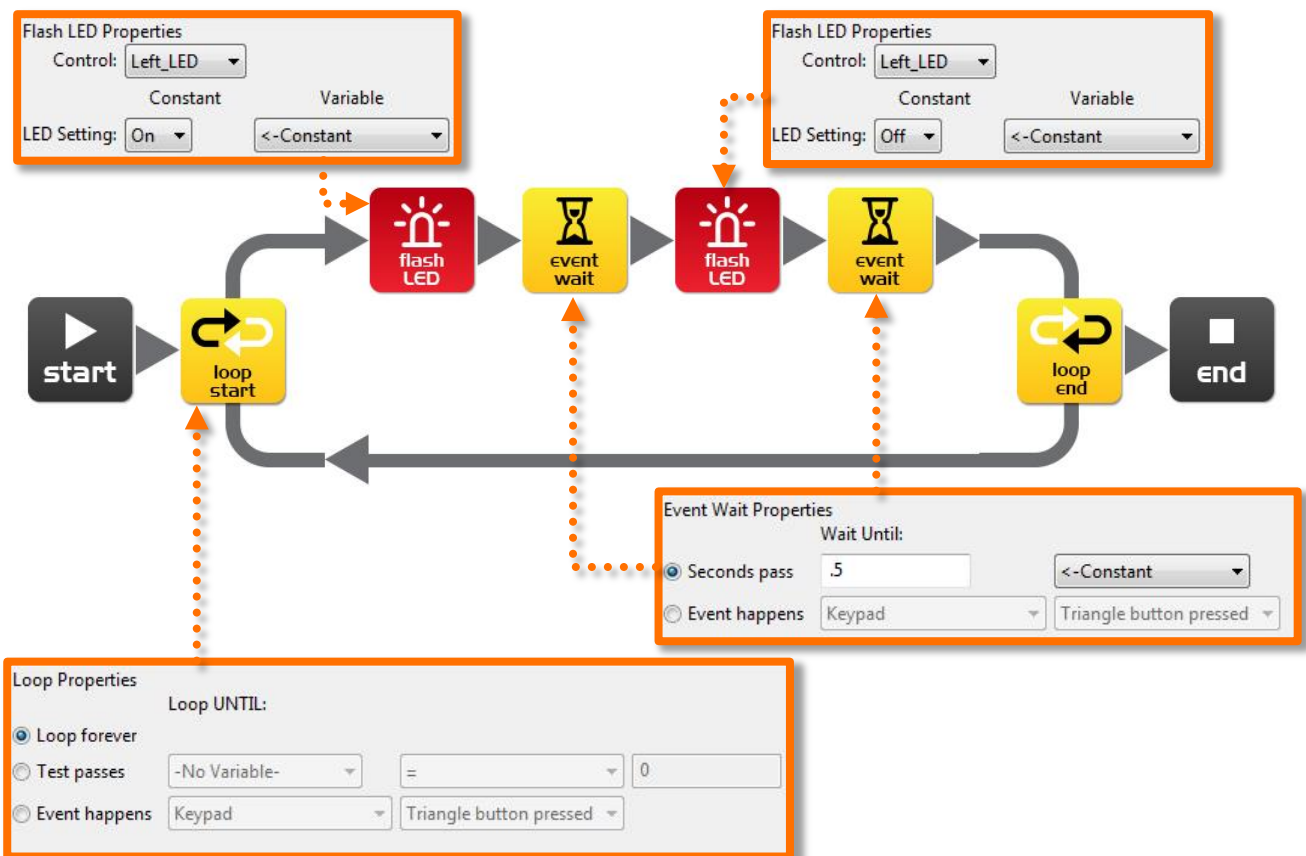 Flash LED Properties
Control: Left_LED
Constant Variable
LED Setting: On <-Constant
Flash LED Properties
Control: Left_LED
Constant Variable
LED Setting: Off <-Constant
flash
LED
event
wait
flash
LED
event
wait
start
loop
start
loop
end
end
Event Wait Properties
Wait Until:
Seconds pass .5 <-Constant
Event happens Keypad Triangle button pressed
Loop Properties
Loop UNTIL:
Loop forever
Test passes -No Variable- = 0
Event happens Keypad Triangle button pressed